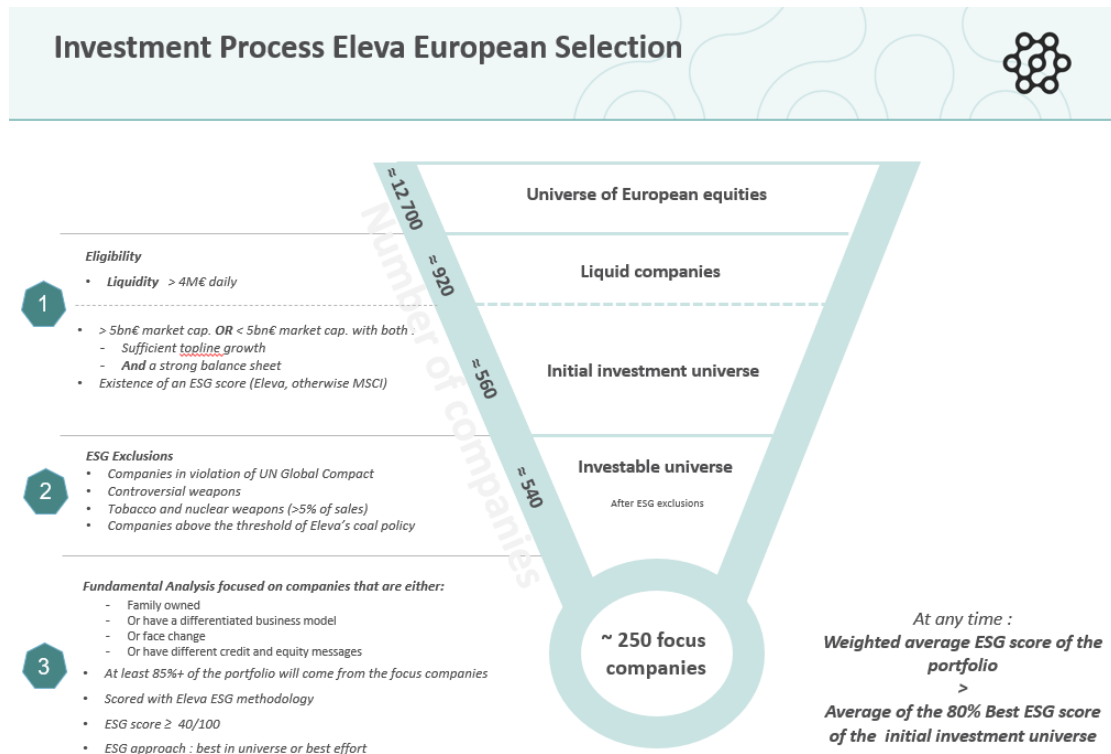 Investment Process Eleva European Selection
Number of companies
≈ 12 700
Universe of European equities
≈ 920
Liquid companies
≈ 560
Initial investment universe
≈ 540
Investable universe
After ESG exclusions
~ 250 focus
companies
1
Eligibility
• Liquidity > 4M€ daily
• > 5bn€ market cap. OR < 5bn€ market cap. with both :
- Sufficient topline growth
- And a strong balance sheet
• Existence of an ESG score (Eleva, otherwise MSCI)
2
ESG Exclusions
• Companies in violation of UN Global Compact
• Controversial weapons
• Tobacco and nuclear weapons (>5% of sales)
• Companies above the threshold of Eleva's coal policy
3
Fundamental Analysis focused on companies that are either:
- Family owned
- Or have a differentiated business model
- Or face change
- Or have different credit and equity messages
• At least 85%+ of the portfolio will come from the focus companies
• Scored with Eleva ESG methodology
• ESG score ≥ 40/100
• ESG approach : best in universe or best effort
At any time :
Weighted average ESG score of the
portfolio
>
Average of the 80% Best ESG score
of the initial investment universe